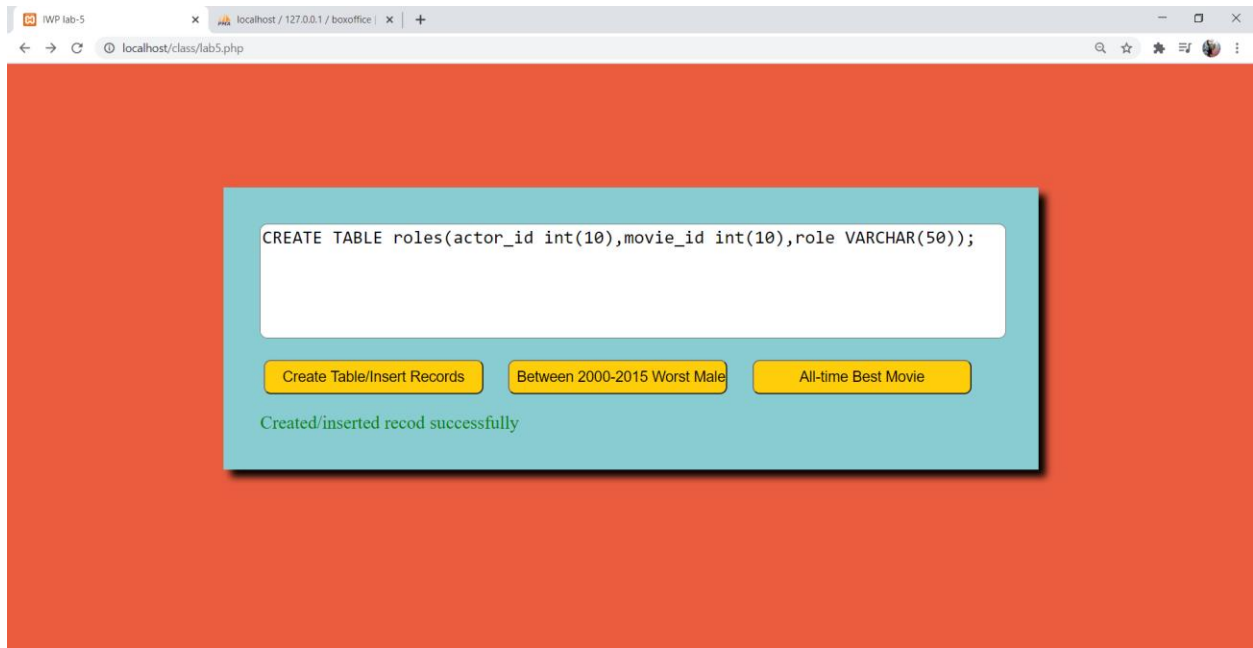 IWP lab-5
localhost / 127.0.0.1 / boxoffice |
localhost/class/lab5.php
CREATE TABLE roles(actor_id int(10),movie_id int(10),role VARCHAR(50));
Create Table/Insert Records
Between 2000-2015 Worst Male
All-time Best Movie
Created/inserted recod successfully